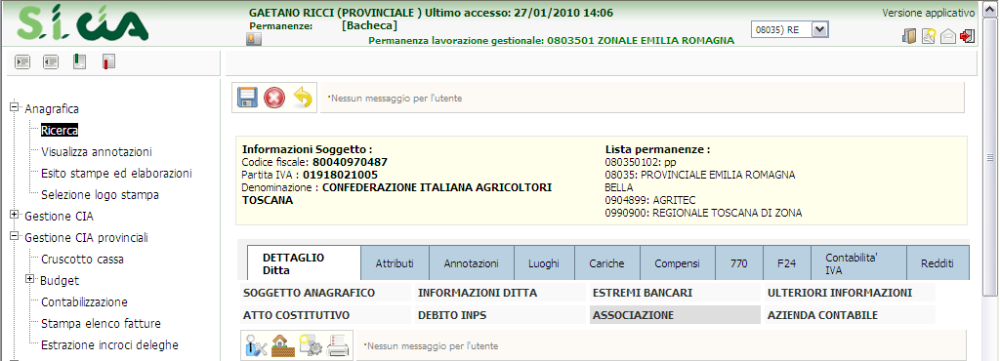 S.I. CIA
GAETANO RICCI (PROVINCIALE ) Ultimo accesso: 27/01/2010 14:06
Permanenze: [Bacheca]
Permanenza lavorazione gestionale: 0803501 ZONALE EMILIA ROMAGNA
08035) RE
Versione applicativo
Anagrafica
Ricerca
Visualizza annotazioni
Esito stampe ed elaborazioni
Selezione logo stampa
Gestione CIA
Gestione CIA provinciali
Cruscotto cassa
Budget
Contabilizzazione
Stampa elenco fatture
Estrazione incroci deleghe
·Nessun messaggio per l'utente
Informazioni Soggetto :
Codice fiscale: 80040970487
Partita IVA : 01918021005
Denominazione : CONFEDERAZIONE ITALIANA AGRICOLTORI
TOSCANA
Lista permanenze :
080350102: pp
08035: PROVINCIALE EMILIA ROMAGNA
BELLA
0904899: AGRITEC
0990900: REGIONALE TOSCANA DI ZONA
DETTAGLIO
Ditta
Attributi
Annotazioni
Luoghi
Cariche
Compensi
770
F24
Contabilita'
IVA
Redditi
SOGGETTO ANAGRAFICO
INFORMAZIONI DITTA
ESTREMI BANCARI
ULTERIORI INFORMAZIONI
ATTO COSTITUTIVO
DEBITO INPS
ASSOCIAZIONE
AZIENDA CONTABILE
·Nessun messaggio per l'utente